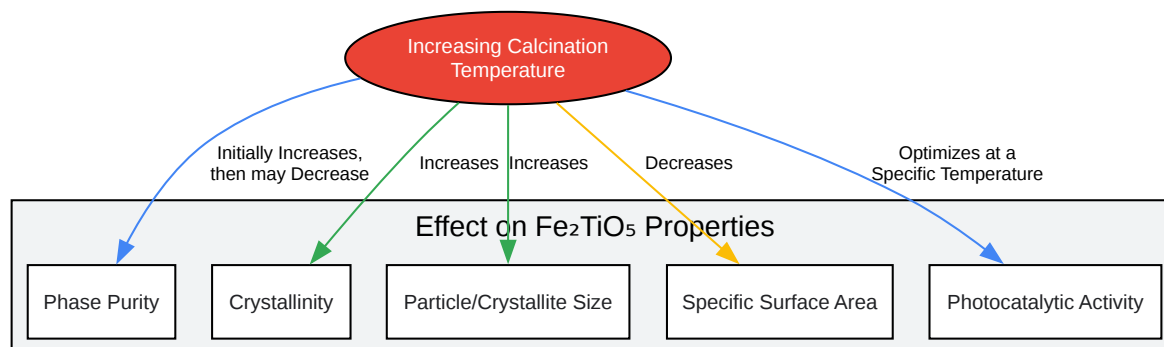 Increasing Calcination
Temperature
Initially Increases,
then may Decrease
Increases
Increases
Decreases
Optimizes at a
Specific Temperature
Effect on Fe₂TiO₅ Properties
Phase Purity
Crystallinity
Particle/Crystallite Size
Specific Surface Area
Photocatalytic Activity